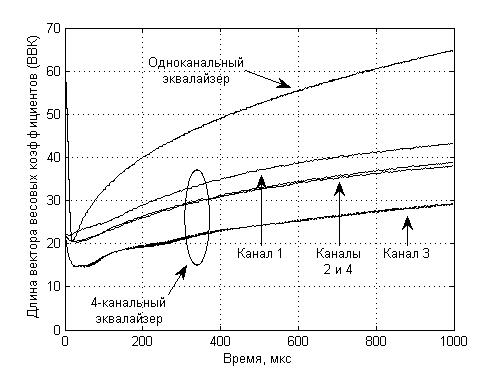 Длина вектора весовых коэффициентов (ВВК)
70
60
50
40
30
20
10
0
Одноканальный
эквалайзер
Канал 1
Каналы
2 и 4
Канал 3
4-канальный
эквалайзер
0 200 400 600 800 1000
Время, мкс